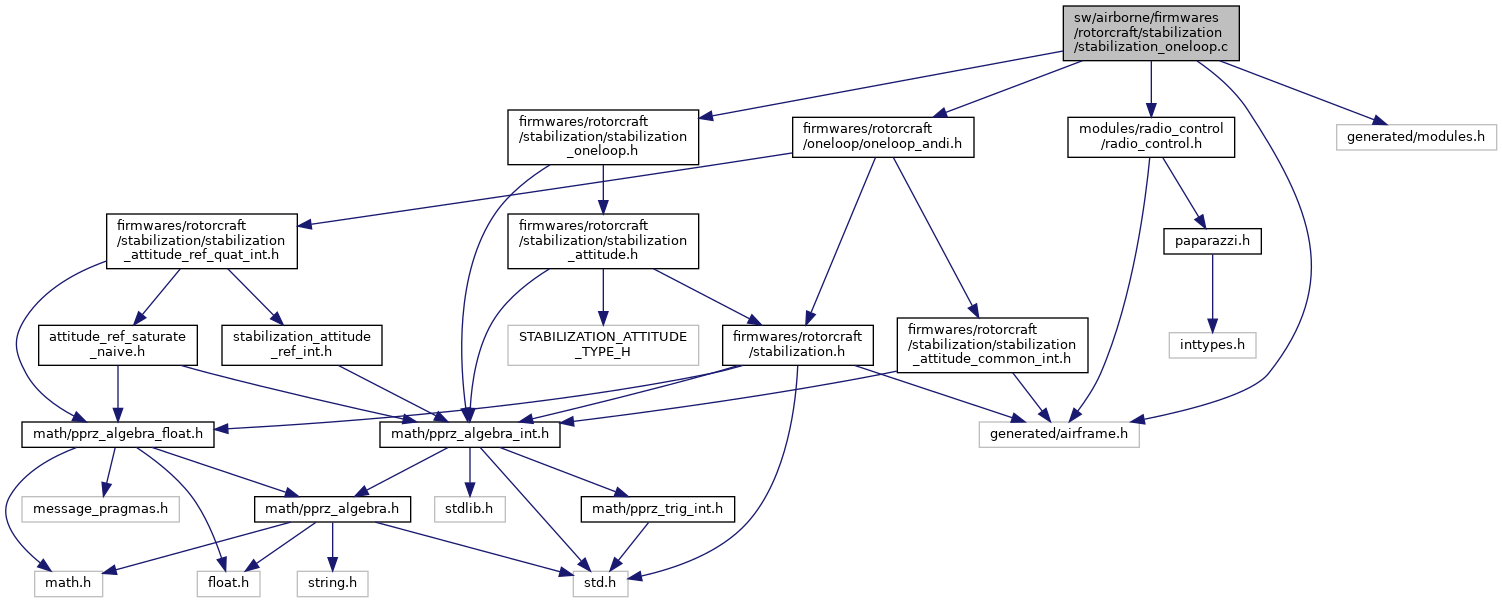 sw/airborne/firmwares
/rotorcraft/stabilization
/stabilization_oneloop.c
firmwares/rotorcraft
/stabilization/stabilization
_oneloop.h
firmwares/rotorcraft
/oneloop/oneloop_andi.h
modules/radio_control
/radio_control.h
generated/modules.h
firmwares/rotorcraft
/stabilization/stabilization
_attitude_ref_quat_int.h
firmwares/rotorcraft
/stabilization/stabilization
_attitude.h
paparazzi.h
attitude_ref_saturate
_naive.h
stabilization_attitude
_ref_int.h
STABILIZATION_ATTITUDE
_TYPE_H
firmwares/rotorcraft
/stabilization.h
firmwares/rotorcraft
/stabilization/stabilization
_attitude_common_int.h
inttypes.h
math/pprz_algebra_float.h
math/pprz_algebra_int.h
generated/airframe.h
message_pragmas.h
math/pprz_algebra.h
stdlib.h
math/pprz_trig_int.h
math.h
float.h
string.h
std.h